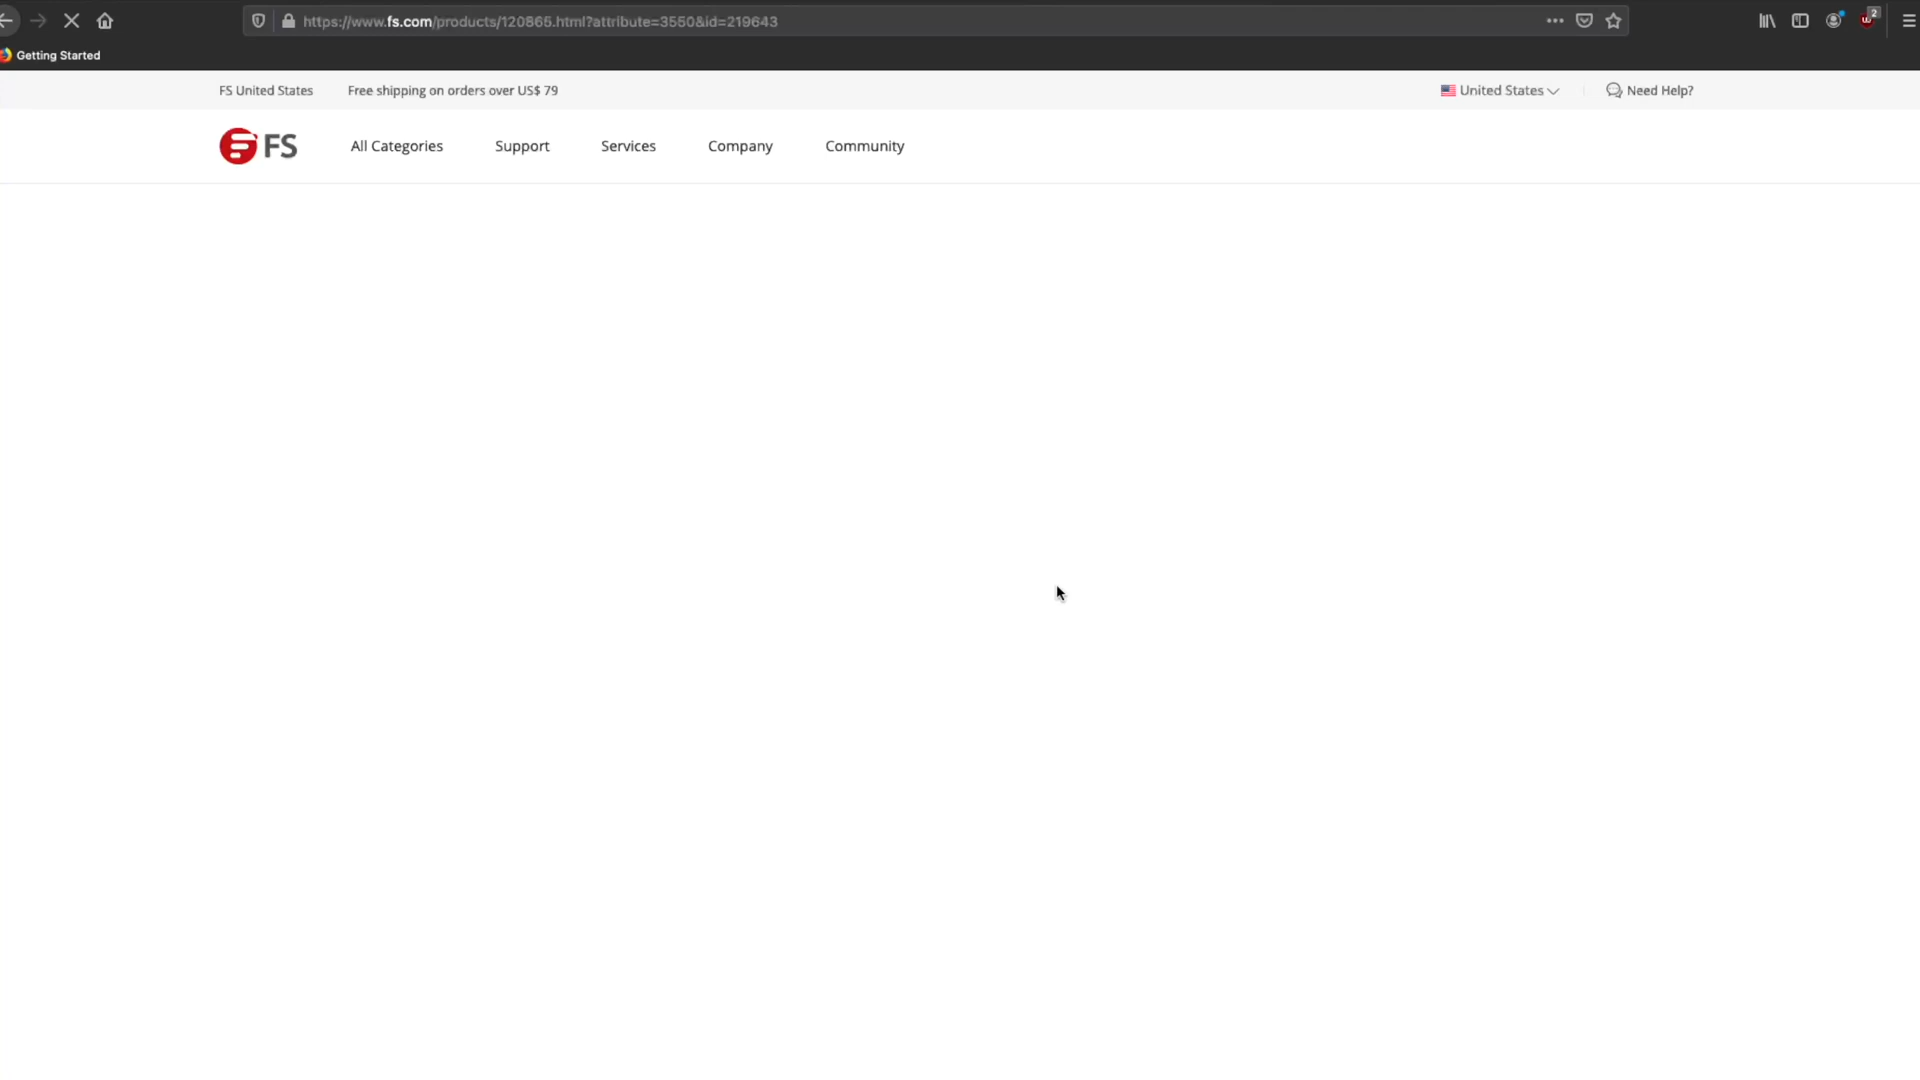 https://www.fs.com/products/120865.html?attribute=3550&id=219643
2
Getting Started
FS United States
Free shipping on orders over US$ 79
United States
Need Help?
FS
All Categories
Support
Services
Company
Community